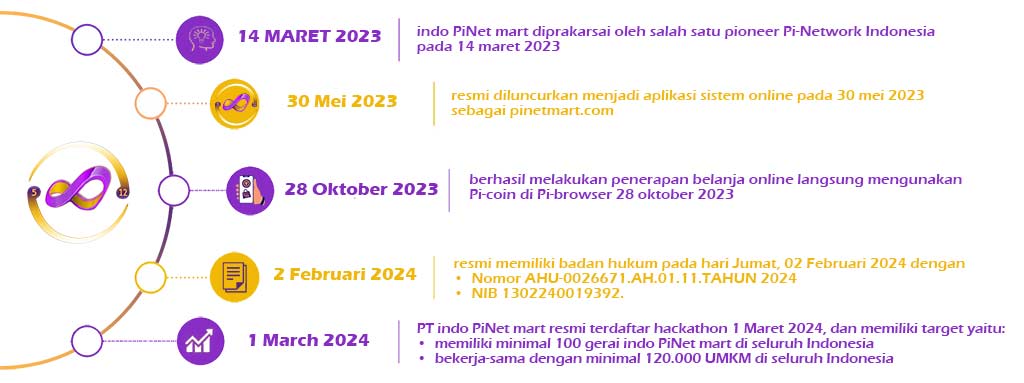 14 MARET 2023
indo PiNet mart diprakarsai oleh salah satu pioneer Pi-Network Indonesia
pada 14 maret 2023
30 Mei 2023
resmi diluncurkan menjadi aplikasi sistem online pada 30 mei 2023
sebagai pinetmart.com
5
12
28 Oktober 2023
berhasil melakukan penerapan belanja online langsung mengunakan
Pi-coin di Pi-browser 28 oktober 2023
2 Februari 2024
resmi memiliki badan hukum pada hari Jumat, 02 Februari 2024 dengan
• Nomor AHU-0026671.AH.01.11.TAHUN 2024
• NIB 1302240019392.
1 March 2024
PT indo PiNet mart resmi terdaftar hackathon 1 Maret 2024, dan memiliki target yaitu:
• memiliki minimal 100 gerai indo PiNet mart di seluruh Indonesia
• bekerja-sama dengan minimal 120.000 UMKM di seluruh Indonesia